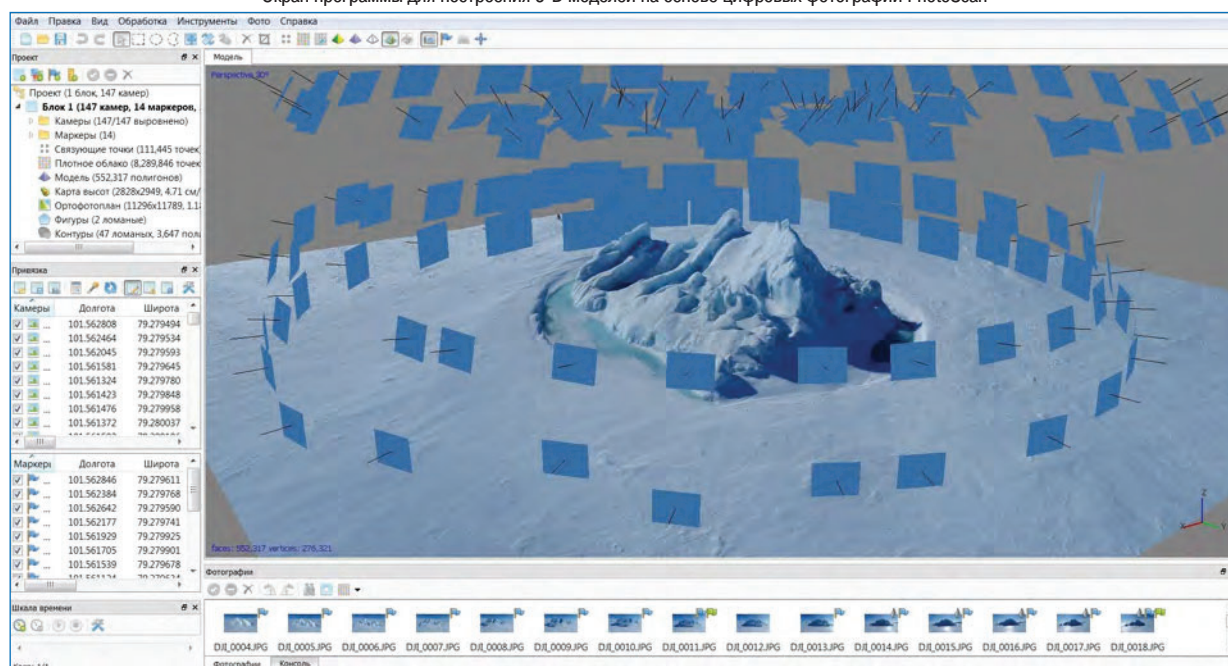 Экран программы для построения 3-D моделей на основе цифровых фотографий PhotoScan
Файл Правка Вид Обработка Инструменты Фото Справка
Проект
Проект (1 блок, 147 камер)
Блок 1 (147 камер, 14 маркеров,
Камеры (147/147 выровнено)
Маркеры (14)
Связующие точки (111,445 точек
Плотное облако (8,289,846 точек
Модель (552,317 полигонов)
Карта высот (2828x2949, 4.71 см/
Ортофотоплан (11296x11789, 1.1
Фигуры (2 ломаные)
Контуры (47 ломаных, 3,647 пол
Привязка
Камеры Долгота Широта
... 101.562808 79.279494
... 101.562464 79.279534
... 101.562045 79.279593
... 101.561581 79.279645
... 101.561324 79.279780
... 101.561423 79.279848
... 101.561476 79.279958
... 101.561372 79.280037
Маркеры Долгота Широта
... 101.562846 79.279611
... 101.562384 79.279768
... 101.562642 79.279590
... 101.562177 79.279741
... 101.561929 79.279925
... 101.561705 79.279901
... 101.561539 79.279678
Шкала времени
Модель
Perspective 30°
Z
X
Y
faces: 552,317 vertices: 276,321
Фотографии
DJI_0004.JPG DJI_0005.JPG DJI_0006.JPG DJI_0007.JPG DJI_0008.JPG DJI_0009.JPG DJI_0010.JPG DJI_0011.JPG DJI_0012.JPG DJI_0013.JPG DJI_0014.JPG DJI_0015.JPG DJI_0016.JPG DJI_0017.JPG DJI_0018.JPG
Фотографии Консоль